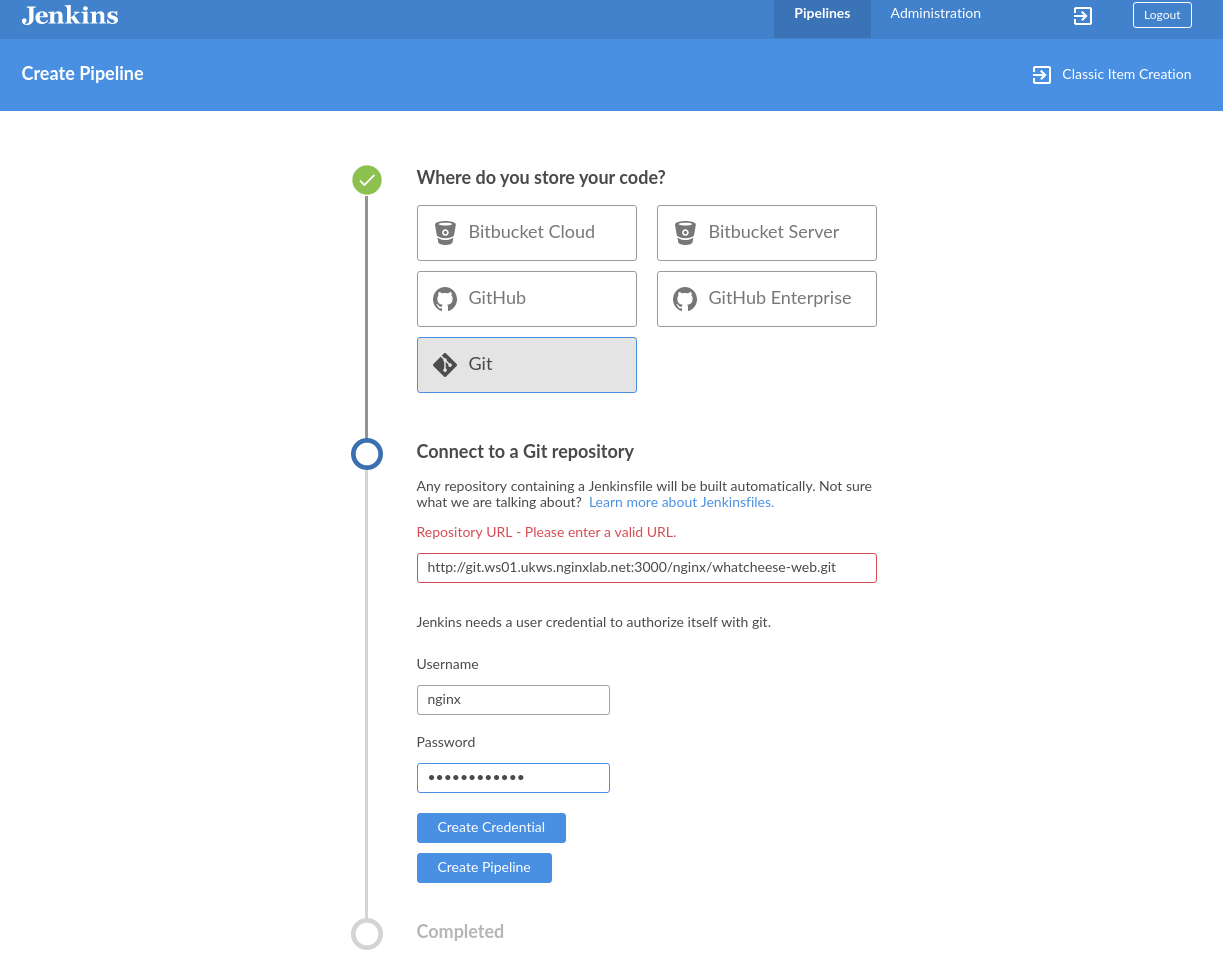 Jenkins
Pipelines
Administration
Logout
Create Pipeline
Classic Item Creation
Where do you store your code?
Bitbucket Cloud
Bitbucket Server
GitHub
GitHub Enterprise
Git
Connect to a Git repository
Any repository containing a Jenkinsfile will be built automatically. Not sure
what we are talking about? Learn more about Jenkinsfiles.
Repository URL - Please enter a valid URL.
http://git.ws01.ukws.nginxlab.net:3000/nginx/whatcheese-web.git
Jenkins needs a user credential to authorize itself with git.
Username
nginx
Password
••••••••••••
Create Credential
Create Pipeline
Completed